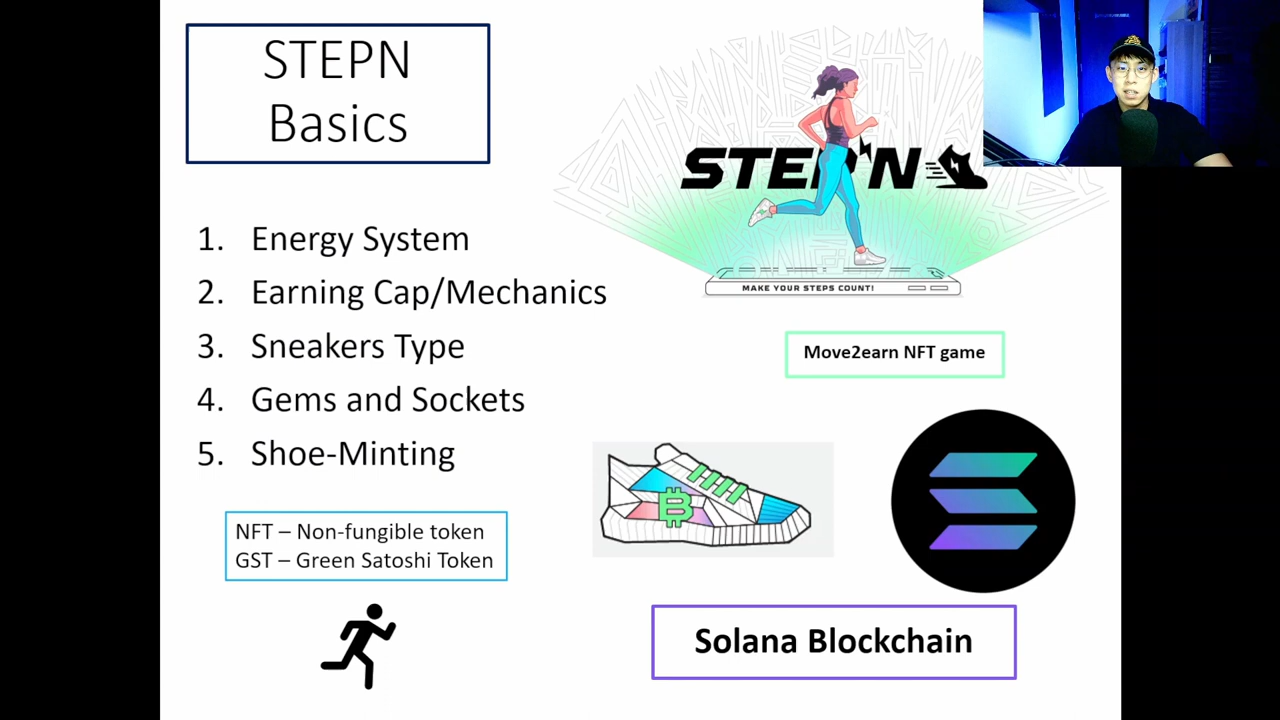 STEPN
Basics
1. Energy System
2. Earning Cap/Mechanics
3. Sneakers Type
4. Gems and Sockets
5. Shoe-Minting
NFT – Non-fungible token
GST – Green Satoshi Token
STEPN
MAKE YOUR STEPS COUNT!
Move2earn NFT game
Solana Blockchain